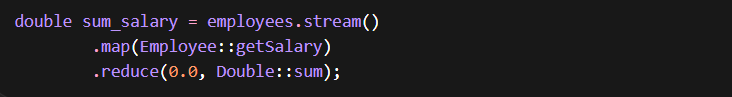 double sum_salary = employees.stream()
        .map(Employee::getSalary)
        .reduce(0.0, Double::sum);